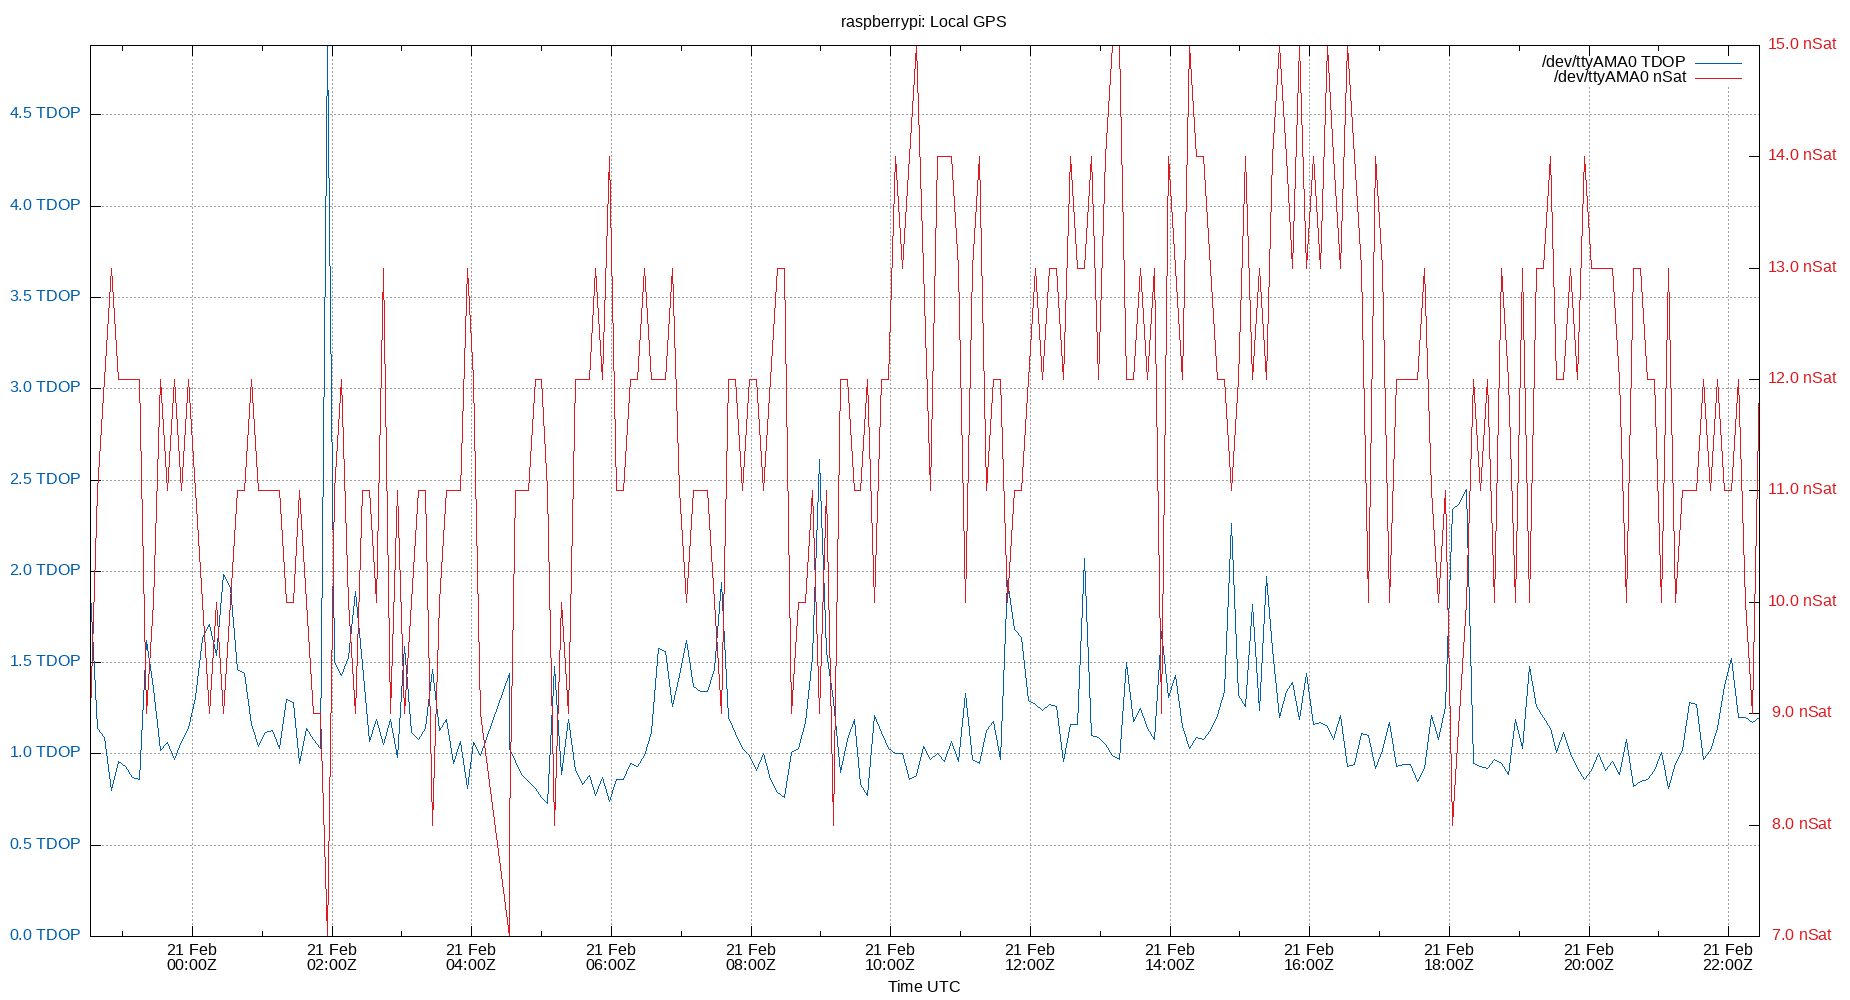 raspberrypi: Local GPS
/dev/ttyAMA0 TDOP
/dev/ttyAMA0 nSat
4.5 TDOP
4.0 TDOP
3.5 TDOP
3.0 TDOP
2.5 TDOP
2.0 TDOP
1.5 TDOP
1.0 TDOP
0.5 TDOP
0.0 TDOP
15.0 nSat
14.0 nSat
13.0 nSat
12.0 nSat
11.0 nSat
10.0 nSat
9.0 nSat
8.0 nSat
7.0 nSat
21 Feb
00:00Z
21 Feb
02:00Z
21 Feb
04:00Z
21 Feb
06:00Z
21 Feb
08:00Z
21 Feb
10:00Z
21 Feb
12:00Z
21 Feb
14:00Z
21 Feb
16:00Z
21 Feb
18:00Z
21 Feb
20:00Z
21 Feb
22:00Z
Time UTC